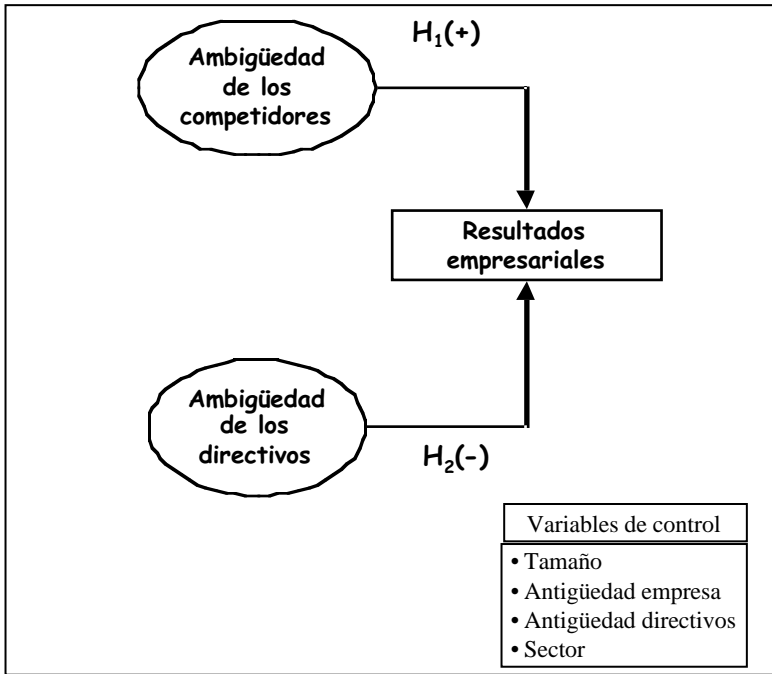 H₁(+)
Ambigüedad
de los
competidores
Resultados
empresariales
Ambigüedad
de los
directivos
H₂(-)
Variables de control
• Tamaño
• Antigüedad empresa
• Antigüedad directivos
• Sector